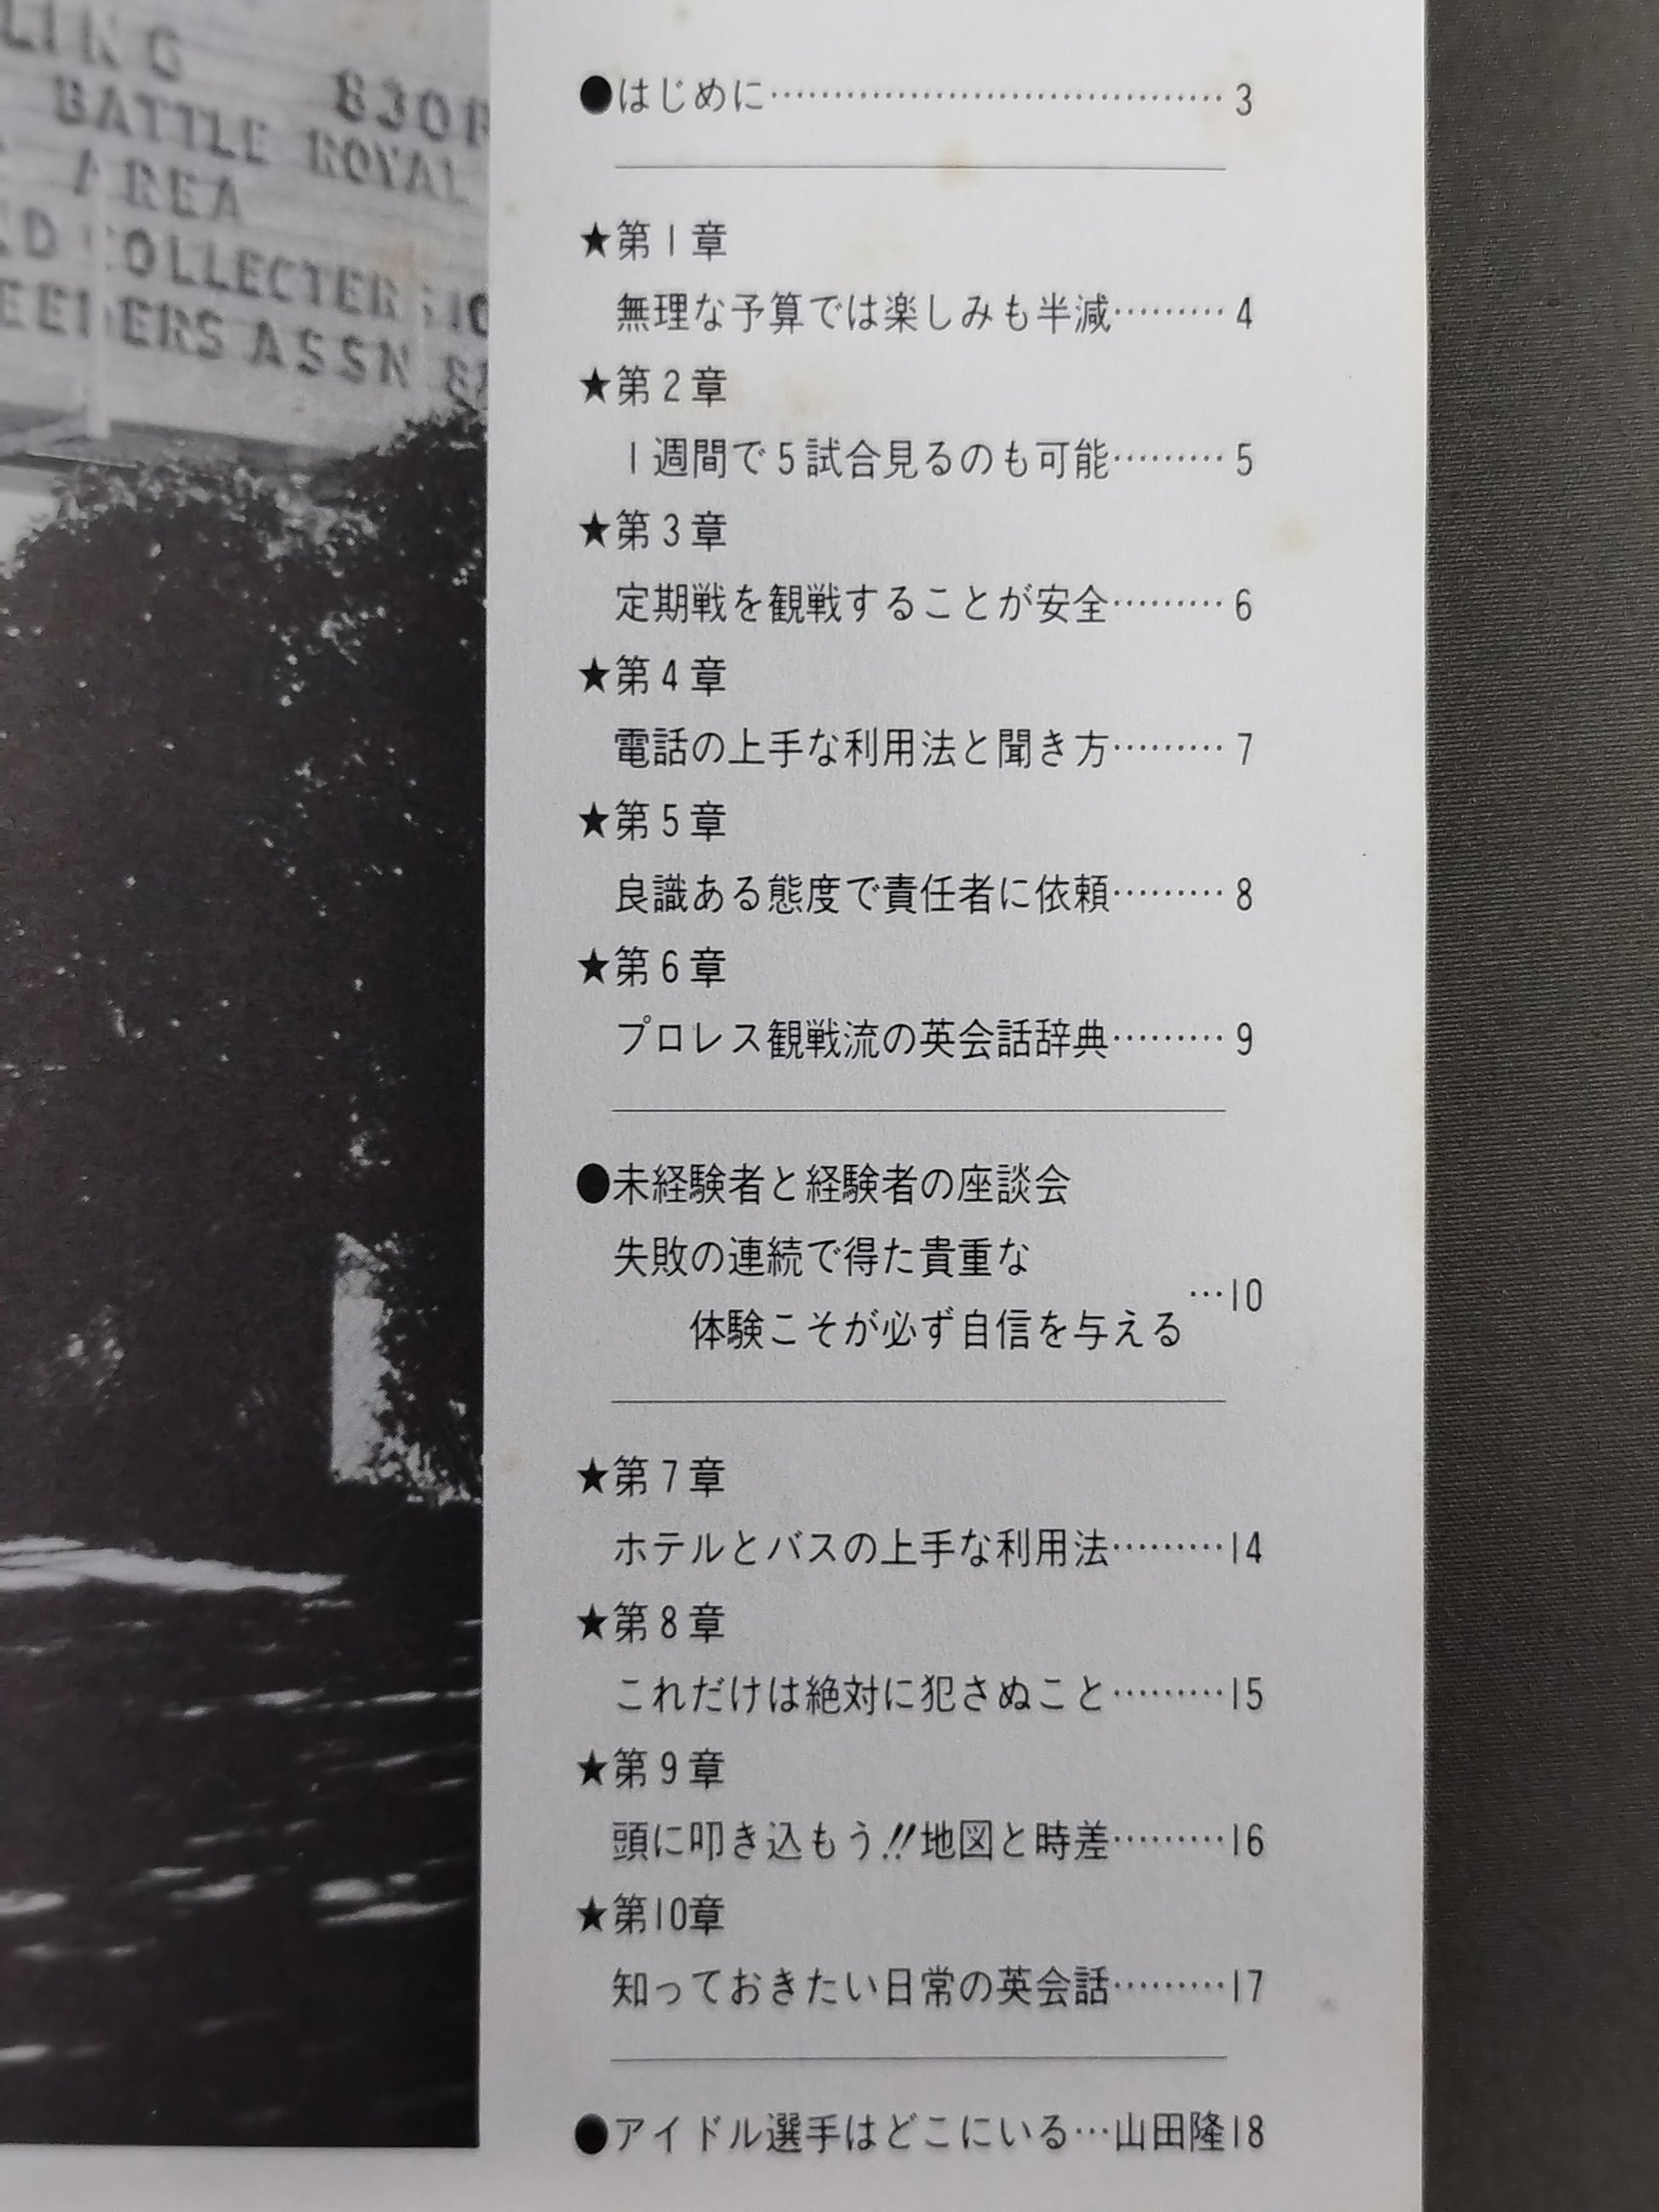 LING 830P
BATTLE ROYAL
AREA
COLLECTER
ASSN
●はじめに…………………………………3
★第1章
無理な予算では楽しみも半減………4
★第2章
1週間で5試合見るのも可能………5
★第3章
定期戦を観戦することが安全………6
★第4章
電話の上手な利用法と聞き方………7
★第5章
良識ある態度で責任者に依頼………8
★第6章
プロレス観戦流の英会話辞典………9
●未経験者と経験者の座談会
失敗の連続で得た貴重な
体験こそが必ず自信を与える…10
★第7章
ホテルとバスの上手な利用法………14
★第8章
これだけは絶対に犯さぬこと………15
★第9章
頭に叩き込もう!!地図と時差………16
★第10章
知っておきたい日常の英会話………17
●アイドル選手はどこにいる…山田隆18